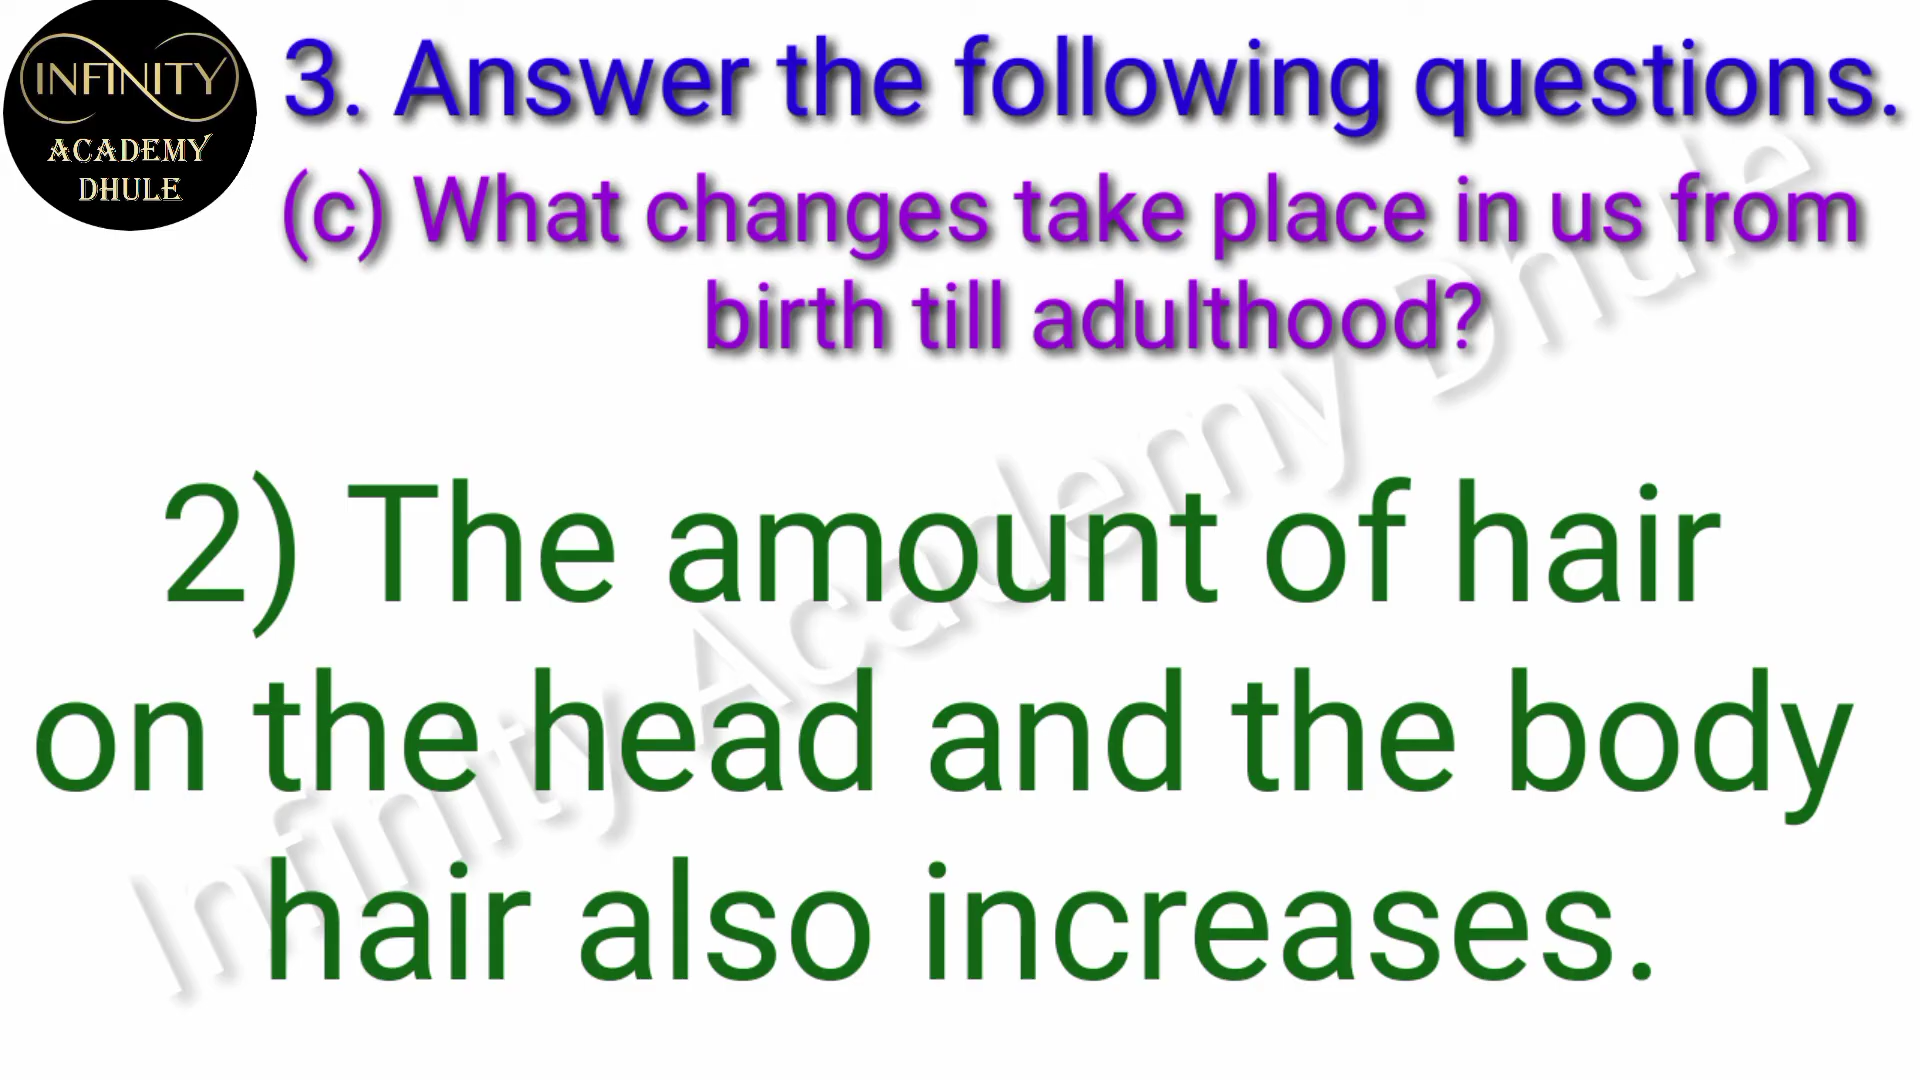 INFINITY
ACADEMY
DHULE
3. Answer the following questions.
(c) What changes take place in us from
birth till adulthood?
2) The amount of hair
on the head and the body
hair also increases.
Infinity Academy Dhule